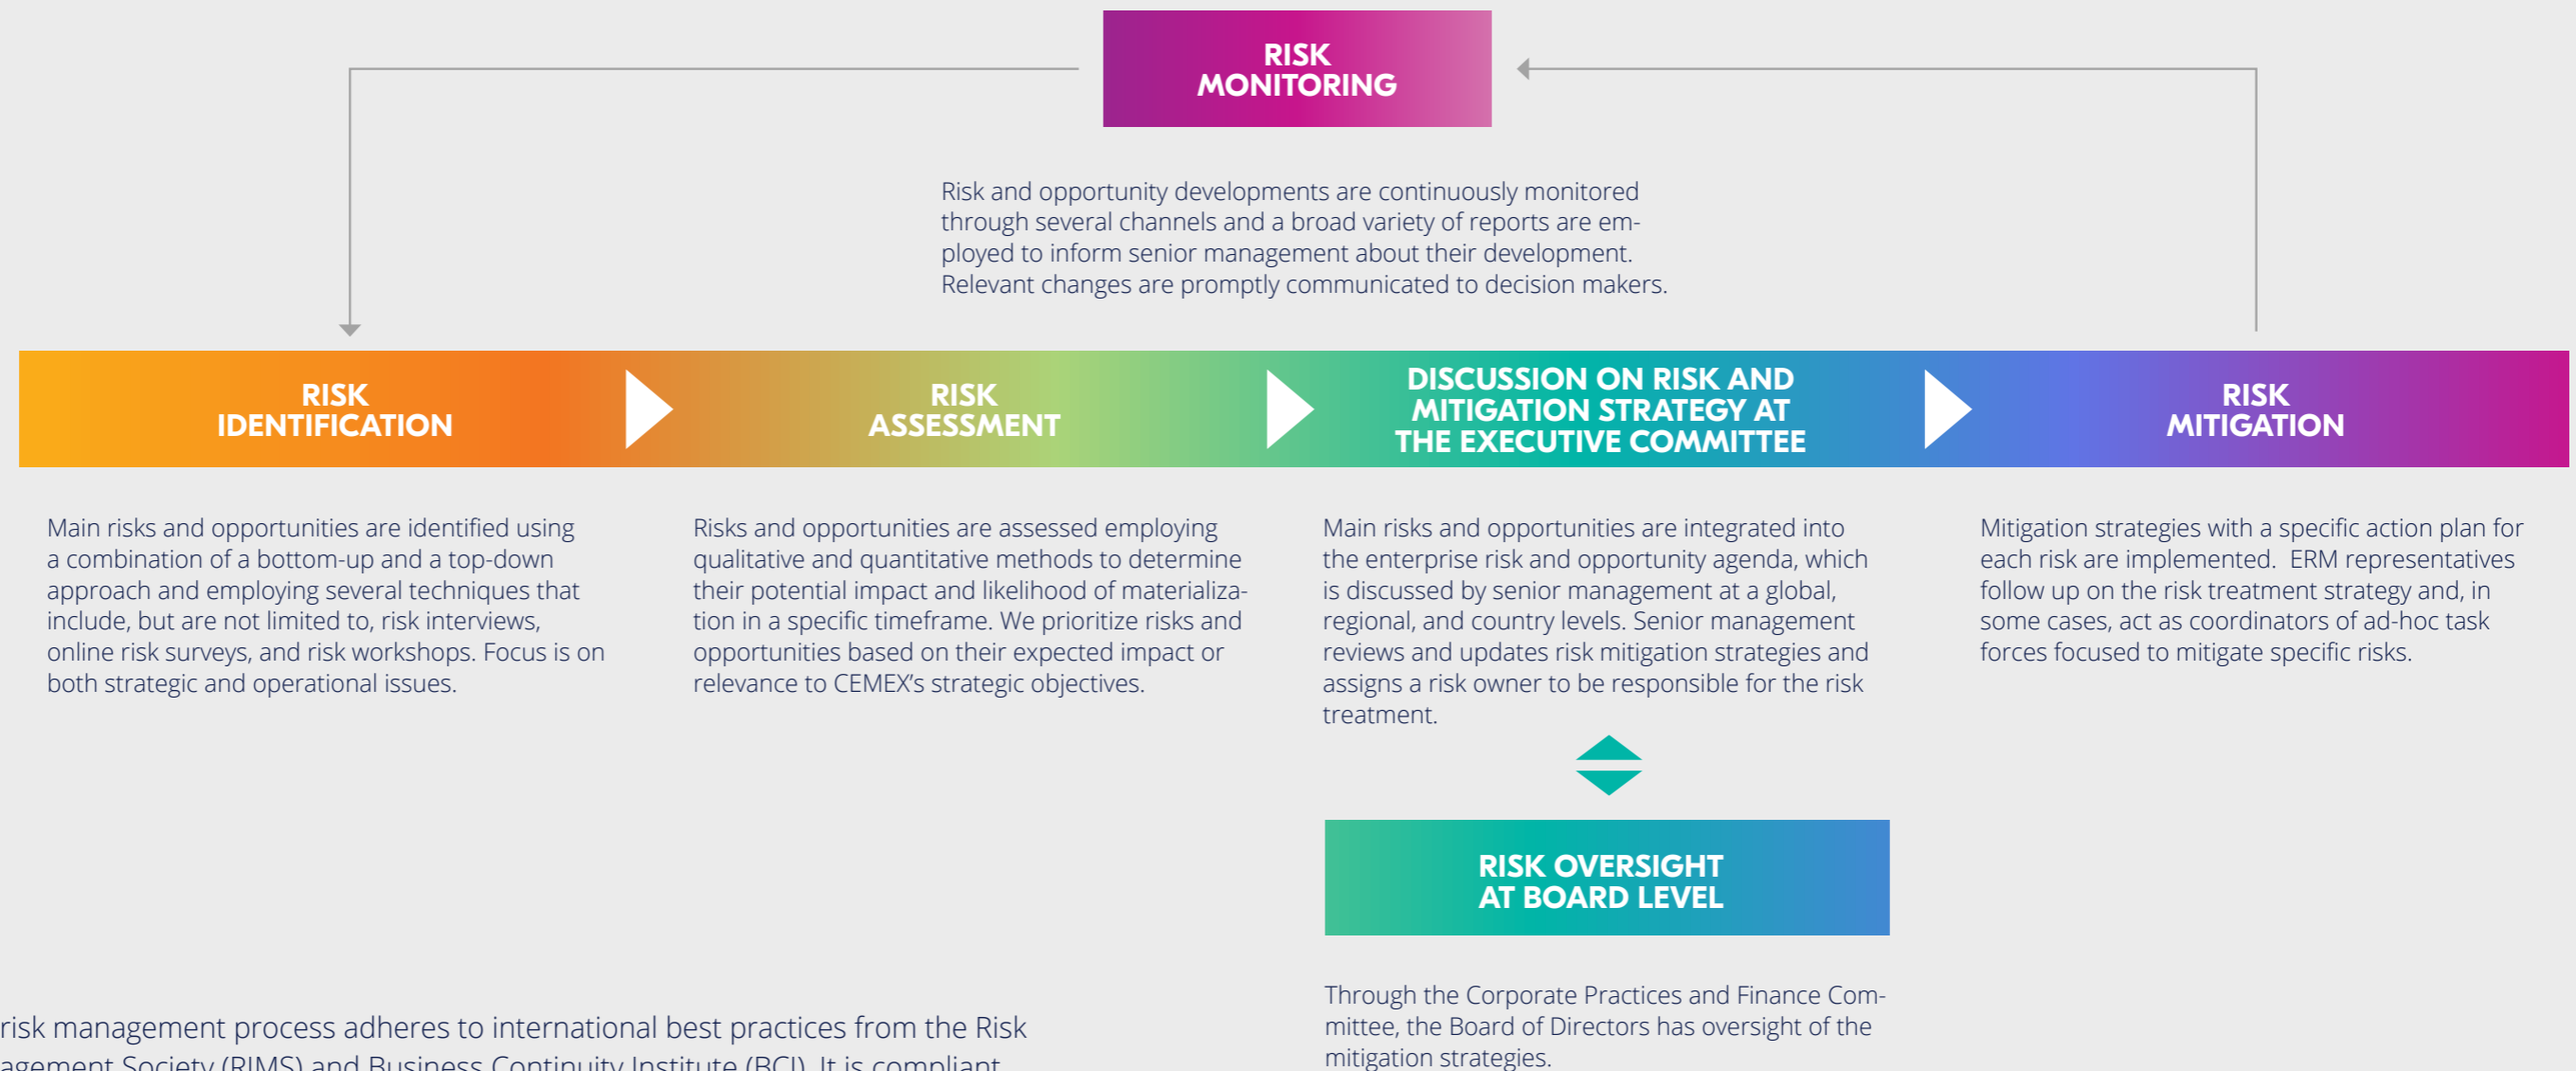 RISK
MONITORING
Risk and opportunity developments are continuously monitored
through several channels and a broad variety of reports are em-
ployed to inform senior management about their development.
Relevant changes are promptly communicated to decision makers.
RISK
IDENTIFICATION
RISK
ASSESSMENT
DISCUSSION ON RISK AND
MITIGATION STRATEGY AT
THE EXECUTIVE COMMITTEE
RISK
MITIGATION
Main risks and opportunities are identified using
a combination of a bottom-up and a top-down
approach and employing several techniques that
include, but are not limited to, risk interviews,
online risk surveys, and risk workshops. Focus is on
both strategic and operational issues.
Risks and opportunities are assessed employing
qualitative and quantitative methods to determine
their potential impact and likelihood of materializa-
tion in a specific timeframe. We prioritize risks and
opportunities based on their expected impact or
relevance to CEMEX's strategic objectives.
Main risks and opportunities are integrated into
the enterprise risk and opportunity agenda, which
is discussed by senior management at a global,
regional, and country levels. Senior management
reviews and updates risk mitigation strategies and
assigns a risk owner to be responsible for the risk
treatment.
Mitigation strategies with a specific action plan for
each risk are implemented.  ERM representatives
follow up on the risk treatment strategy and, in
some cases, act as coordinators of ad-hoc task
forces focused to mitigate specific risks.
RISK OVERSIGHT
AT BOARD LEVEL
Through the Corporate Practices and Finance Com-
mittee, the Board of Directors has oversight of the
mitigation strategies.
risk management process adheres to international best practices from the Risk
agement Society (RIMS) and Business Continuity Institute (BCI). It is compliant